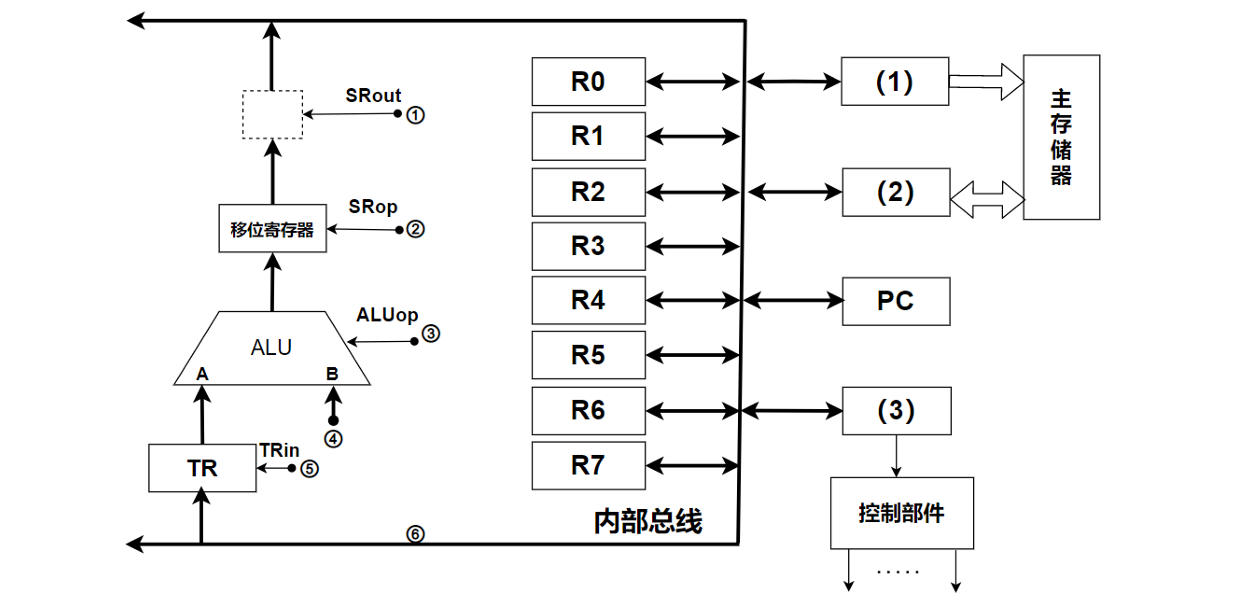 SRout
①
SRop
②
移位寄存器
ALUop
③
ALU
A
B
④
TRin
⑤
TR
⑥
R0
R1
R2
R3
R4
R5
R6
R7
内部总线
(1)
(2)
PC
(3)
主存储器
控制部件
.....